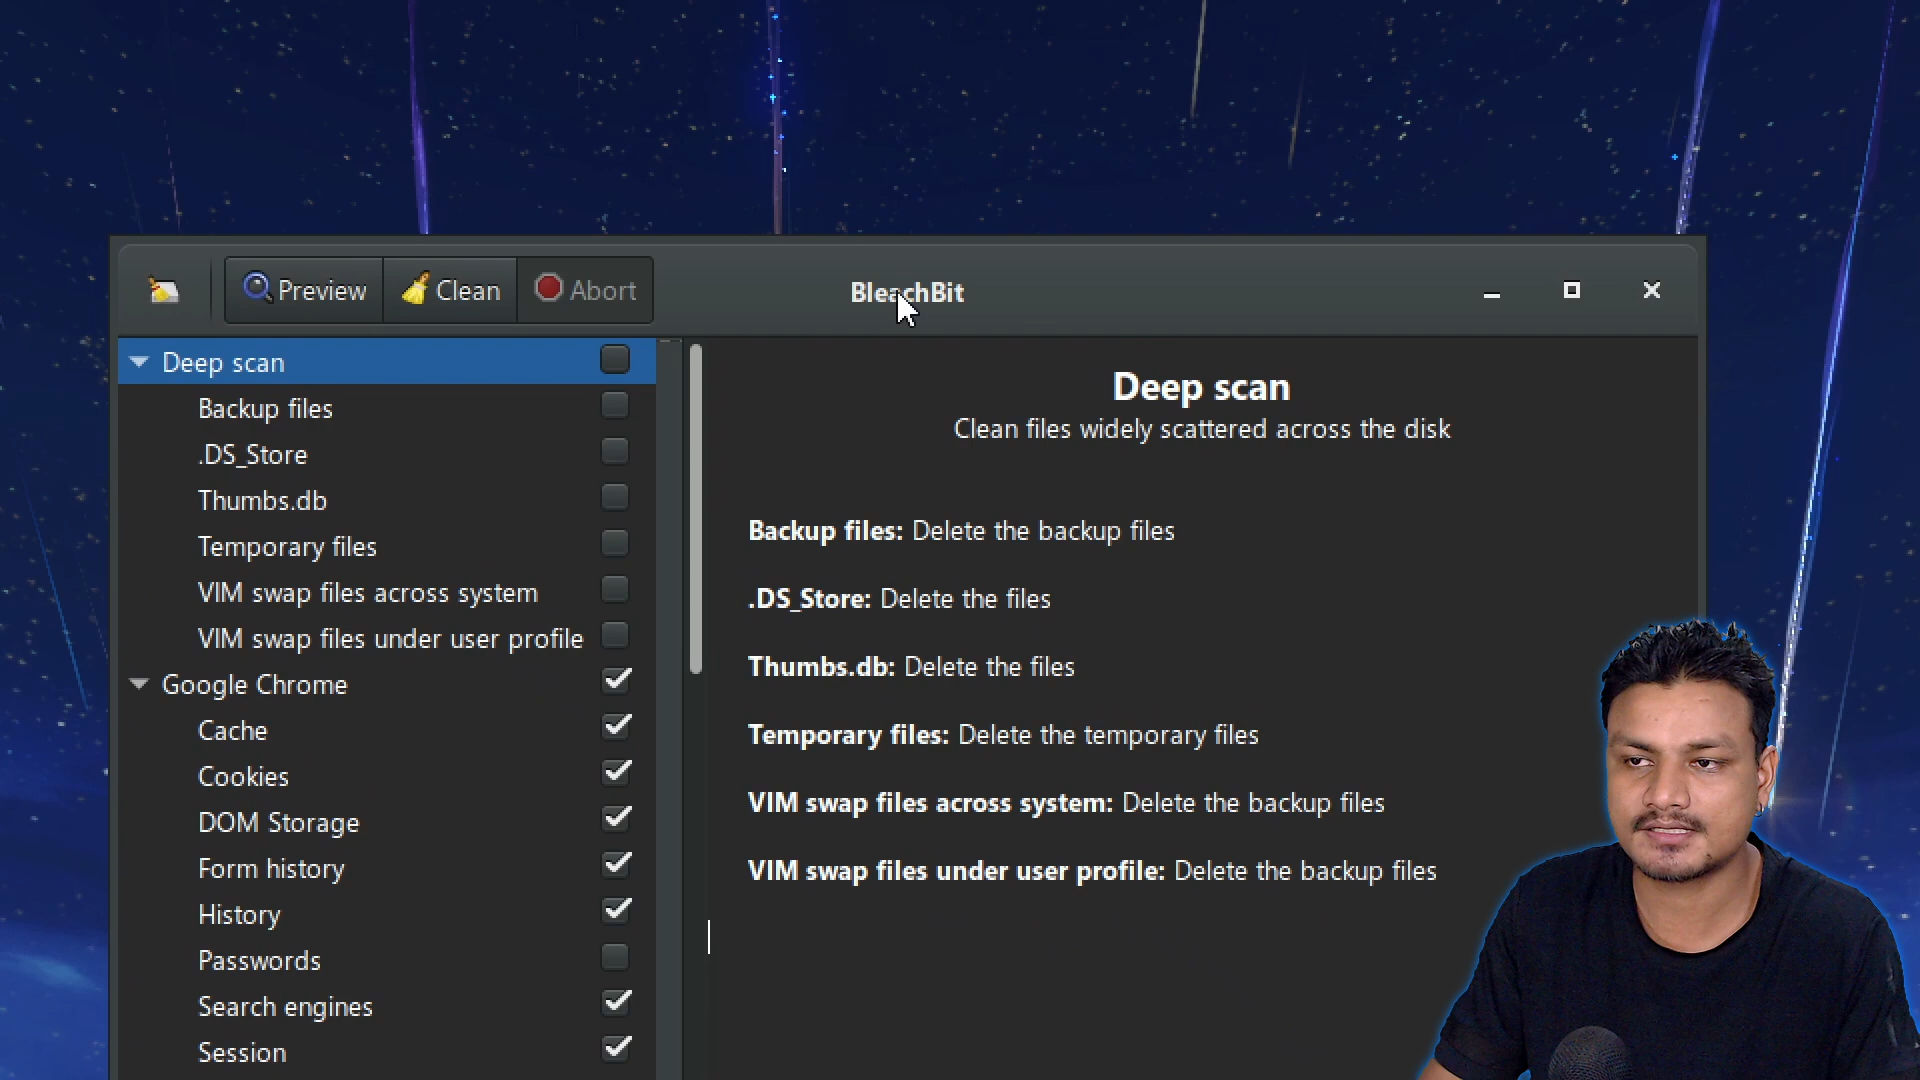 Preview
Clean
Abort
BleachBit
Deep scan
Backup files
.DS_Store
Thumbs.db
Temporary files
VIM swap files across system
VIM swap files under user profile
Google Chrome
Cache
Cookies
DOM Storage
Form history
History
Passwords
Search engines
Session
Deep scan
Clean files widely scattered across the disk
Backup files: Delete the backup files
.DS_Store: Delete the files
Thumbs.db: Delete the files
Temporary files: Delete the temporary files
VIM swap files across system: Delete the backup files
VIM swap files under user profile: Delete the backup files